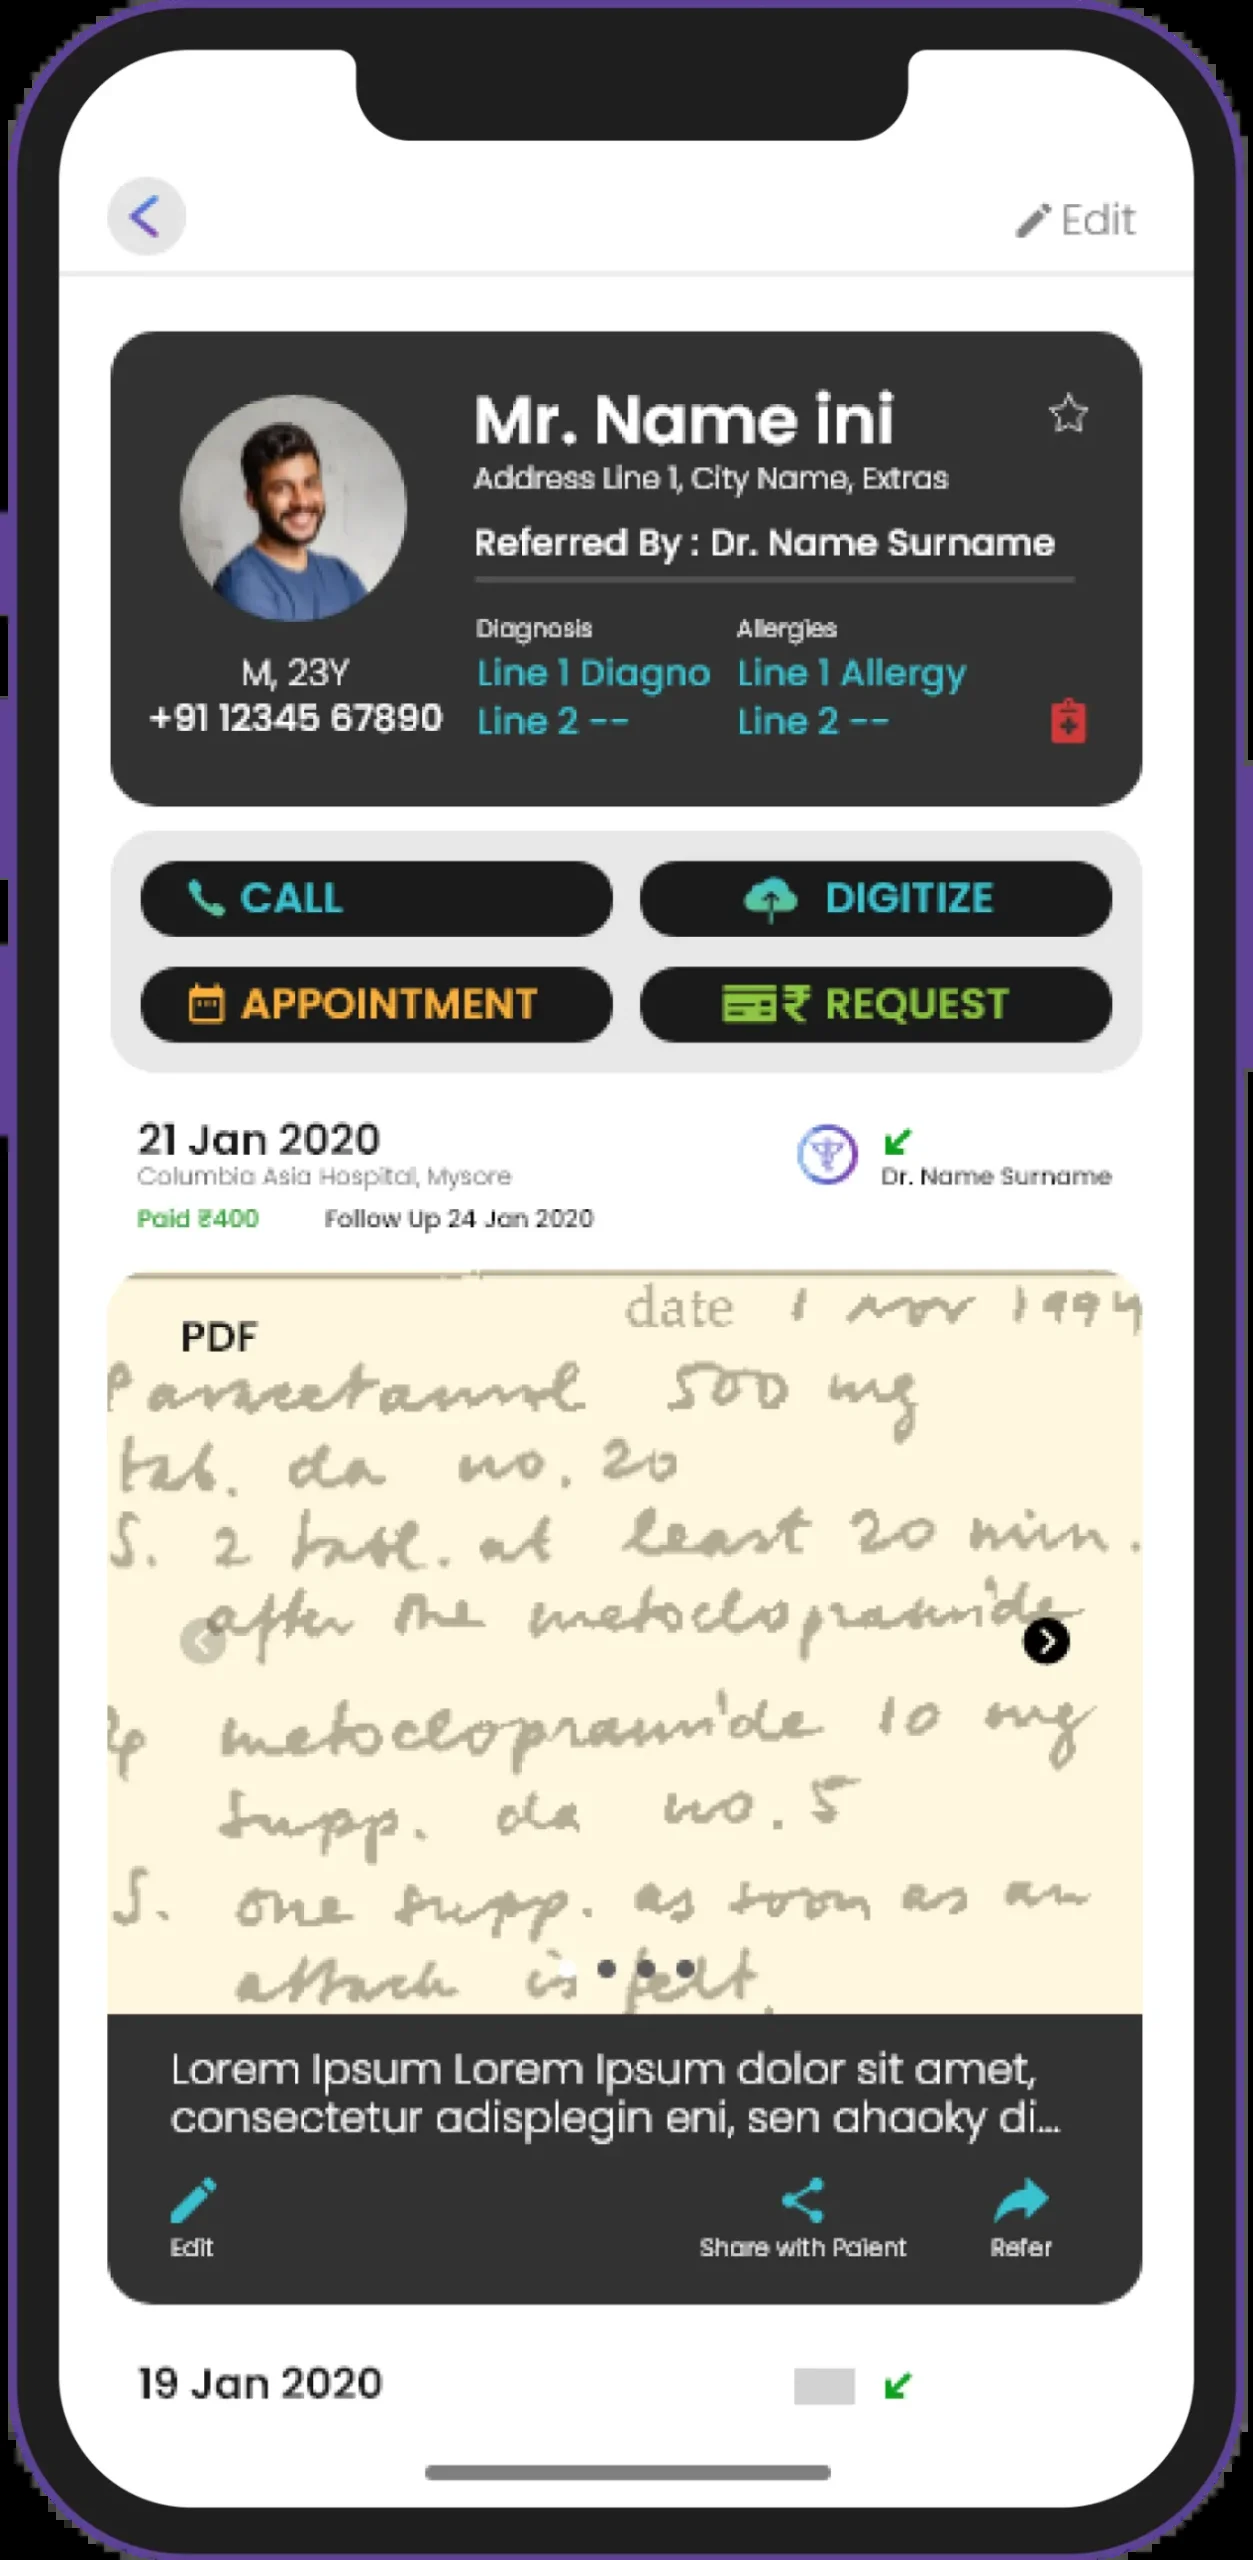 Edit
Mr. Name ini
Address Line 1, City Name, Extras
Referred By : Dr. Name Surname
M, 23Y
+91 12345 67890
Diagnosis
Line 1 Diagno
Line 2 --
Allergies
Line 1 Allergy
Line 2 --
CALL
DIGITIZE
APPOINTMENT
₹ REQUEST
21 Jan 2020
Columbia Asia Hospital, Mysore
Dr. Name Surname
Paid ₹400 Follow Up 24 Jan 2020
PDF
date 1 nov 1994
Paracetamol 500 mg
tab. da no. 20
S. 2 tabl. at least 20 min.
after the metoclopramide
Rp metoclopramide 10 mg
supp. da no. 5
S. one supp. as soon as an
attack is felt.
Lorem Ipsum Lorem Ipsum dolor sit amet,
consectetur adisplegin eni, sen ahaoky di...
Edit
Share with Paient
Refer
19 Jan 2020